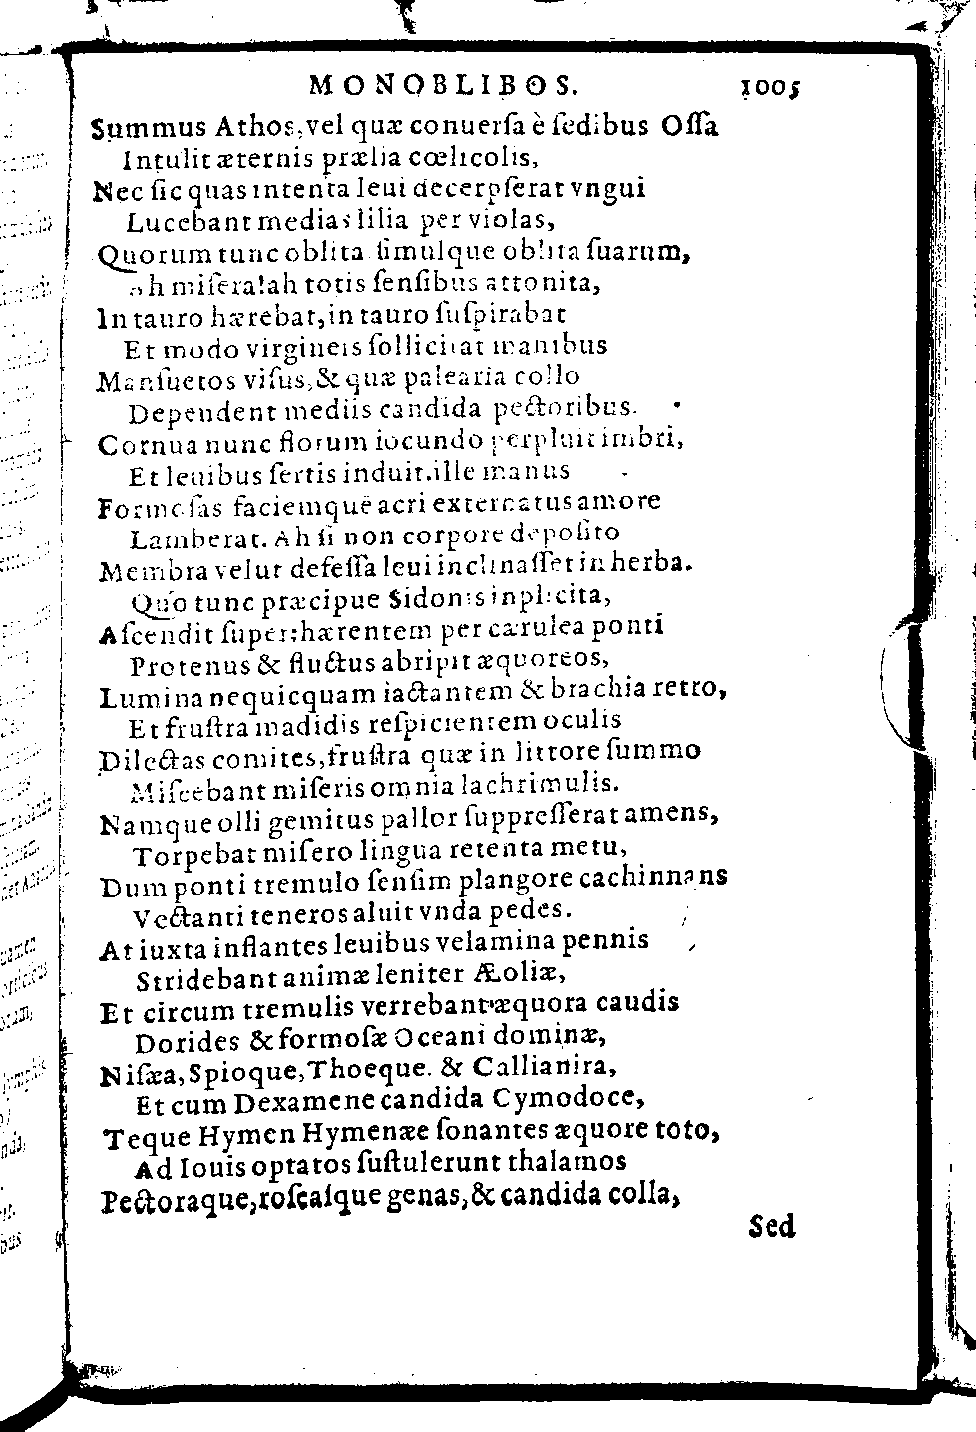 MONOBLIBOS. 1005
Summus Athos, vel quæ conuerſa è ſedibus Oſſa
Intulit æternis prælia cœlicolis,
Nec ſic quas intenta leui decerpſerat vngui
Lucebant medias lilia per violas,
Quorum tunc oblita ſimulque oblita ſuarum,
Ah miſera! ah totis ſenſibus attonita,
In tauro hærebat, in tauro ſuſpirabat
Et modo virgineis ſollicitat manibus
Manſuetos viſus, & quæ palearia collo
Dependent mediis candida pectoribus.
Cornua nunc florum iocundo perpluit imbri,
Et leuibus ſertis induit. ille manus
Formoſas faciemque acri externatus amore
Lamberat. Ah ſi non corpore depoſito
Membra velut defeſſa leui inclinaſſet in herba.
Quo tunc præcipue Sidonis inplicita,
Aſcendit ſuper: hærentem per cærulea ponti
Protenus & fluctus abripit æquoreos,
Lumina nequicquam iactantem & brachia retro,
Et fruſtra madidis reſpicientem oculis
Dilectas comites, fruſtra quæ in littore ſummo
Miſcebant miſeris omnia lachrimulis.
Namque olli gemitus pallor ſuppreſſerat amens,
Torpebat miſero lingua retenta metu,
Dum ponti tremulo ſenſim plangore cachinnans
Vectanti teneros aluit vnda pedes.
At iuxta inflantes leuibus velamina pennis
Stridebant animæ leniter Æoliæ,
Et circum tremulis verrebant æquora caudis
Dorides & formoſæ Oceani dominæ,
Niſæa, Spioque, Thoeque. & Callianira,
Et cum Dexamene candida Cymodoce,
Teque Hymen Hymenæe ſonantes æquore toto,
Ad Iouis optatos ſuſtulerunt thalamos
Pectoraque, roſeaſque genas, & candida colla,
Sed